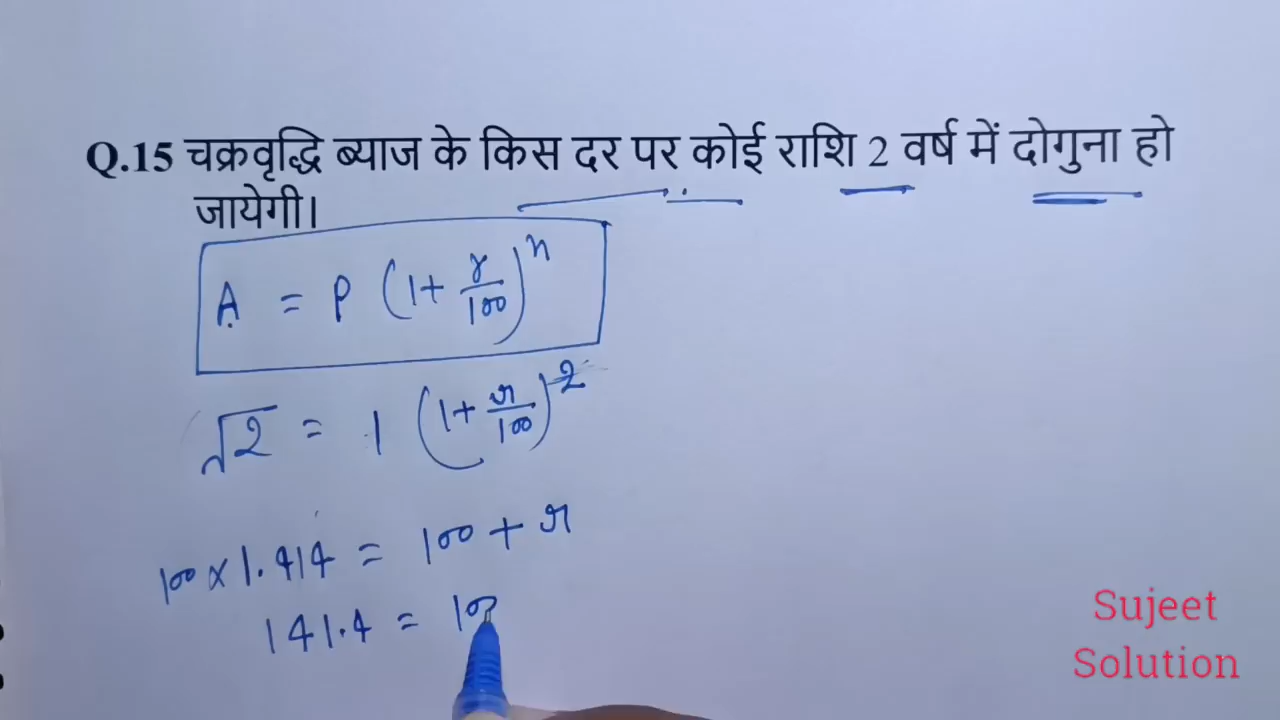 Q.15 चक्रवृद्धि ब्याज के किस दर पर कोई राशि 2 वर्ष में दोगुना हो
जायेगी।
A = P (1 + r/100)^n
√2 = 1 (1 + r/100)^2
100 × 1.414 = 100 + r
141.4 = 100
Sujeet
Solution